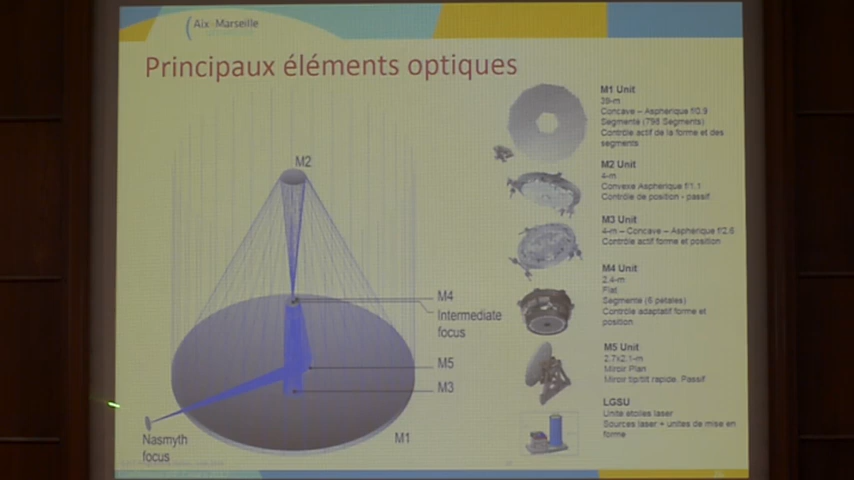 Aix Marseille
Principaux éléments optiques
M2
M4
Intermediate
focus
M5
M3
M1
Nasmyth
focus
M1 Unit
39-m
Concave – Asphérique f/0.9
Segmenté (798 Segments)
Contrôle actif de la forme et des
segments
M2 Unit
4-m
Convexe Asphérique f/1.1
Contrôle de position - passif
M3 Unit
4-m – Concave – Asphérique f/2.6
Contrôle actif forme et position
M4 Unit
2.4-m
Flat
Segmenté (6 pétales)
Contrôle adaptatif forme et
position
M5 Unit
2.7x2.1-m
Miroir Plan
Miroir tip/tilt rapide. Passif
LGSU
Unité étoiles laser
Sources laser + unités de mise en
forme